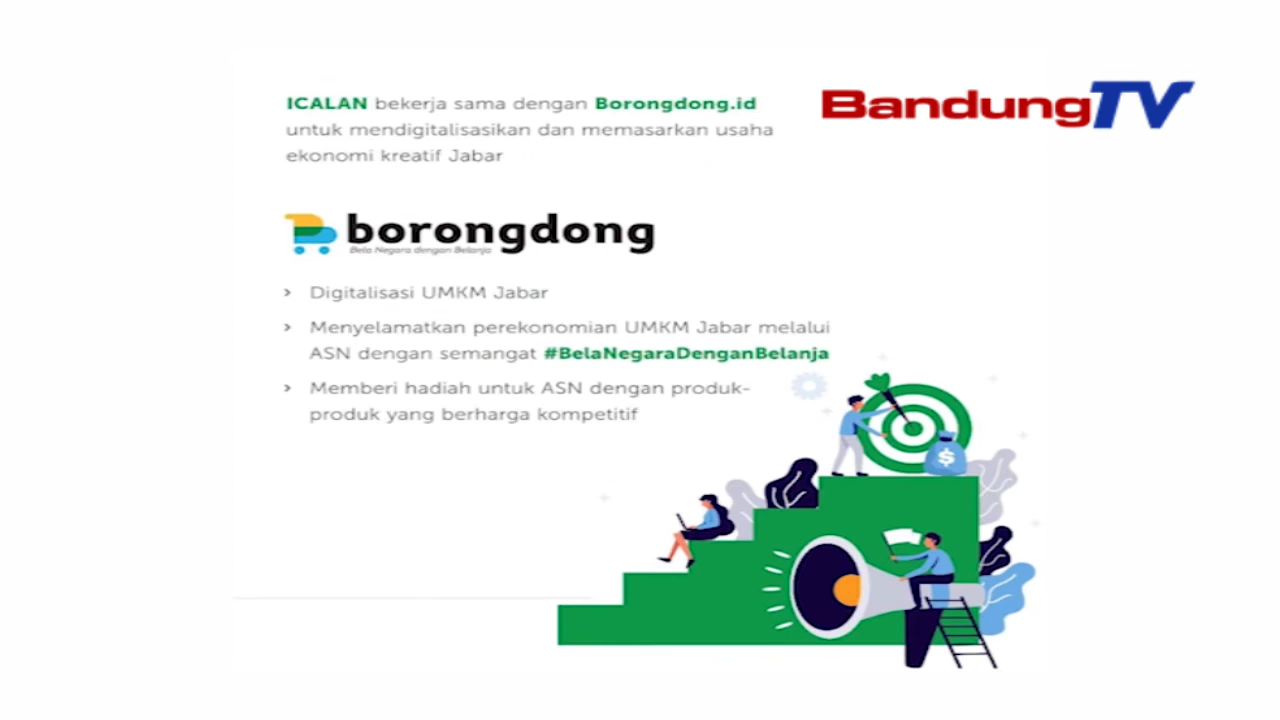 ICALAN bekerja sama dengan Borongdong.id
untuk mendigitalisasikan dan memasarkan usaha
ekonomi kreatif Jabar
BandungTV
borongdong
Bela Negara dengan Belanja
› Digitalisasi UMKM Jabar
› Menyelamatkan perekonomian UMKM Jabar melalui
ASN dengan semangat #BelaNegaraDenganBelanja
› Memberi hadiah untuk ASN dengan produk-
produk yang berharga kompetitif
$